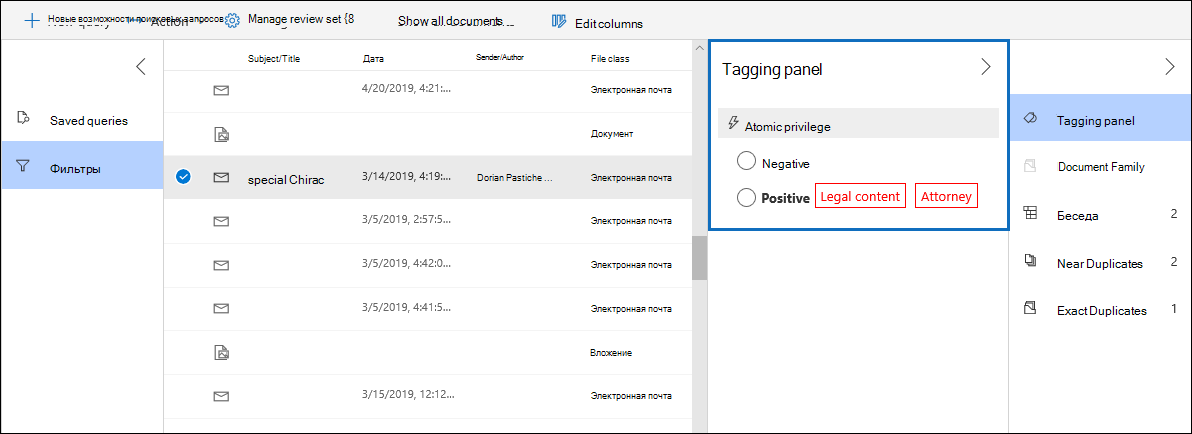 Новые возможности поисковых запросов
Manage review set {8
Show all documents
Edit columns
Saved queries
Фильтры
Subject/Title Дата Sender/Author File class
4/20/2019, 4:21:... Электронная почта
Документ
special Chirac 3/14/2019, 4:19:... Dorian Pastiche ... Электронная почта
3/5/2019, 2:57:5... Электронная почта
3/5/2019, 4:42:0... Электронная почта
3/5/2019, 4:41:5... Электронная почта
Вложение
3/15/2019, 12:12... Электронная почта
Tagging panel
Atomic privilege
Negative
Positive Legal content Attorney
Tagging panel
Document Family
Беседа 2
Near Duplicates 2
Exact Duplicates 1